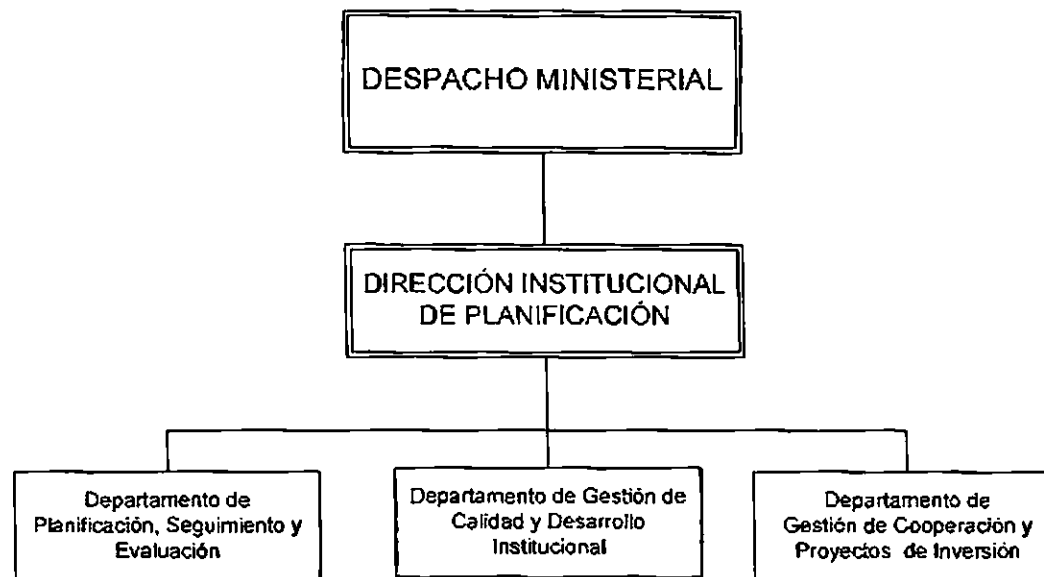 DESPACHO MINISTERIAL
DIRECCIÓN INSTITUCIONAL
DE PLANIFICACIÓN
Departamento de
Planificación, Seguimiento y
Evaluación
Departamento de Gestión de
Calidad y Desarrollo
Institucional
Departamento de
Gestión de Cooperación y
Proyectos de Inversión